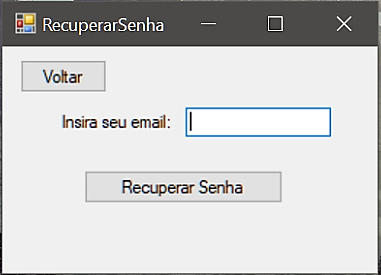 RecuperarSenha
Voltar
Insira seu email:
Recuperar Senha